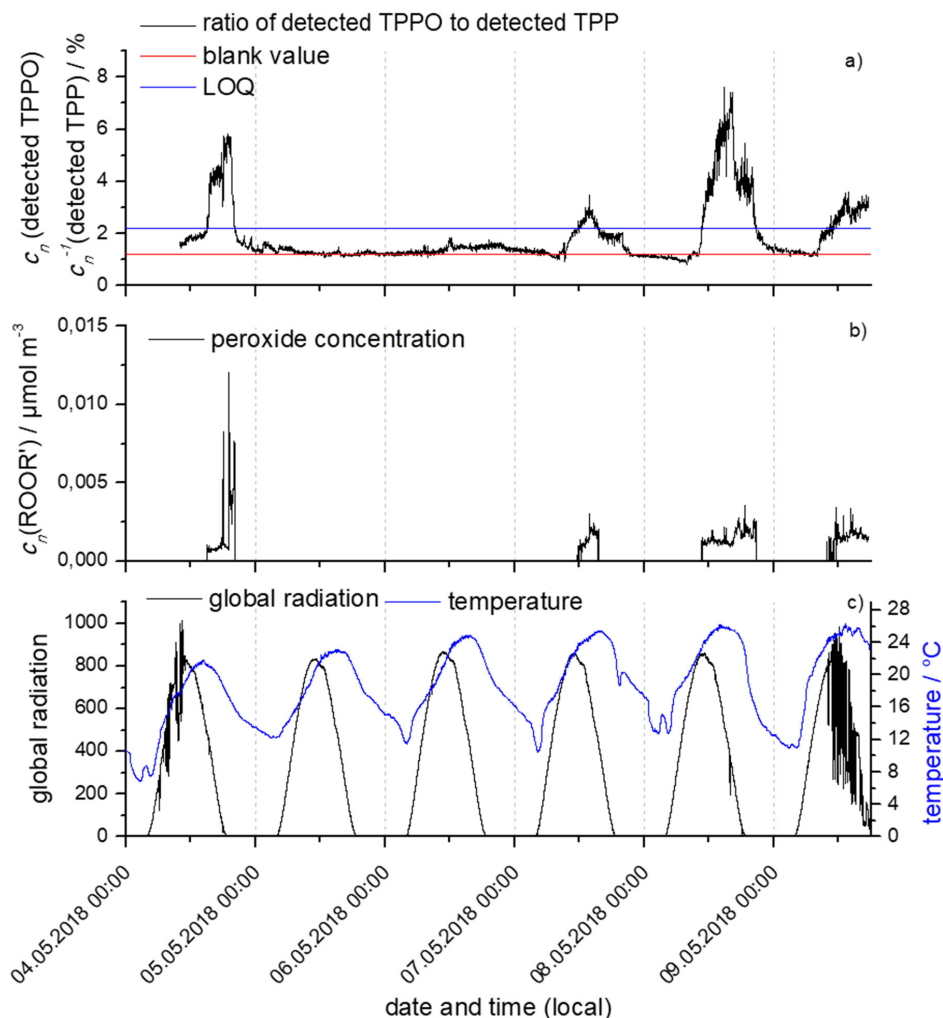 ratio of detected TPPO to detected TPP
blank value
LOQ
a)
c_n (detected TPPO)
c_n^-1(detected TPP) / %
8
6
4
2
0
peroxide concentration
b)
c_n(ROOR') / µmol m^-3
0,015
0,010
0,005
0,000
global radiation
temperature
c)
global radiation
1000
800
600
400
200
0
28
24
20
16
12
8
4
0
temperature / °C
04.05.2018 00:00
05.05.2018 00:00
06.05.2018 00:00
07.05.2018 00:00
08.05.2018 00:00
09.05.2018 00:00
date and time (local)